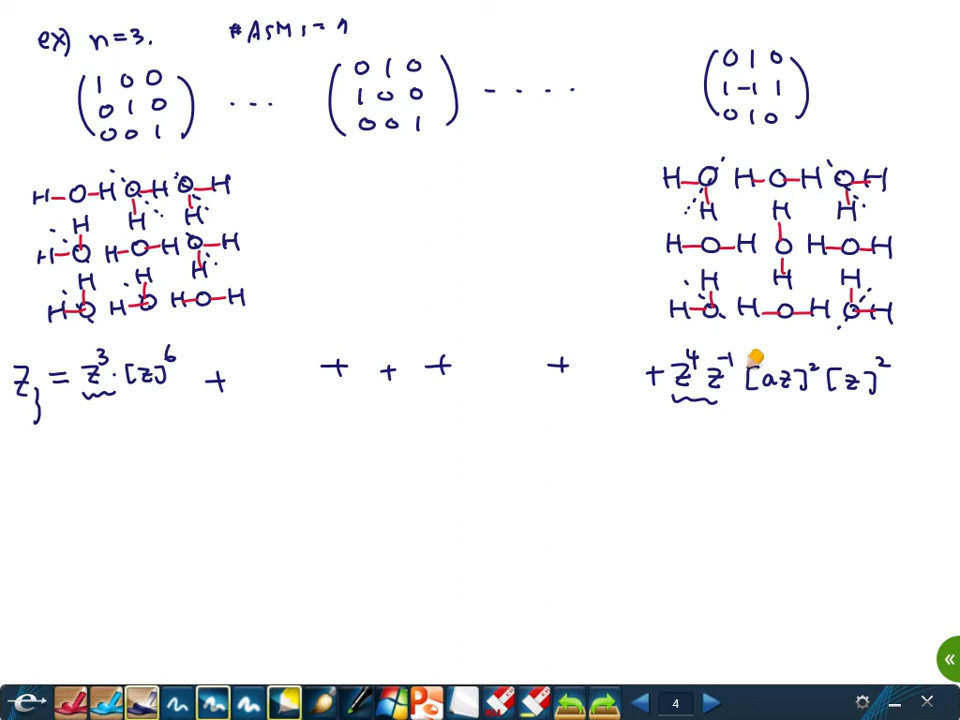 ex) n=3. #ASMs=7
( 1 0 0 ) ... ( 0 1 0 ) ..... ( 0 1 0 )
( 0 1 0 ) ( 1 0 0 ) ( 1 -1 1 )
( 0 0 1 ) ( 0 0 1 ) ( 0 1 0 )
H-O-H O-H O-H H-O H-O-H O-H
H H H H H H
H-O H-O-H O-H H-O-H O H-O-H
H H H H H H
H-O H-O H-O-H H-O H-O-H O-H
Z₃ = z³·[z]⁶ + + + + + + z⁴ z⁻¹ [az]² [z]²
4
«